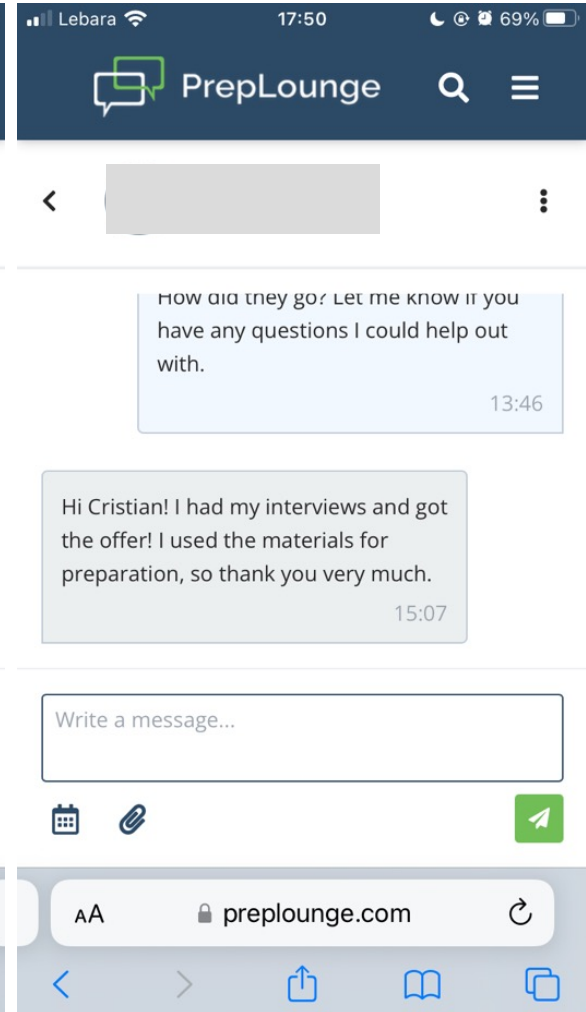 Lebara
17:50
69%
PrepLounge
How did they go? Let me know if you
have any questions I could help out
with.
13:46
Hi Cristian! I had my interviews and got
the offer! I used the materials for
preparation, so thank you very much.
15:07
Write a message...
AA
preplounge.com